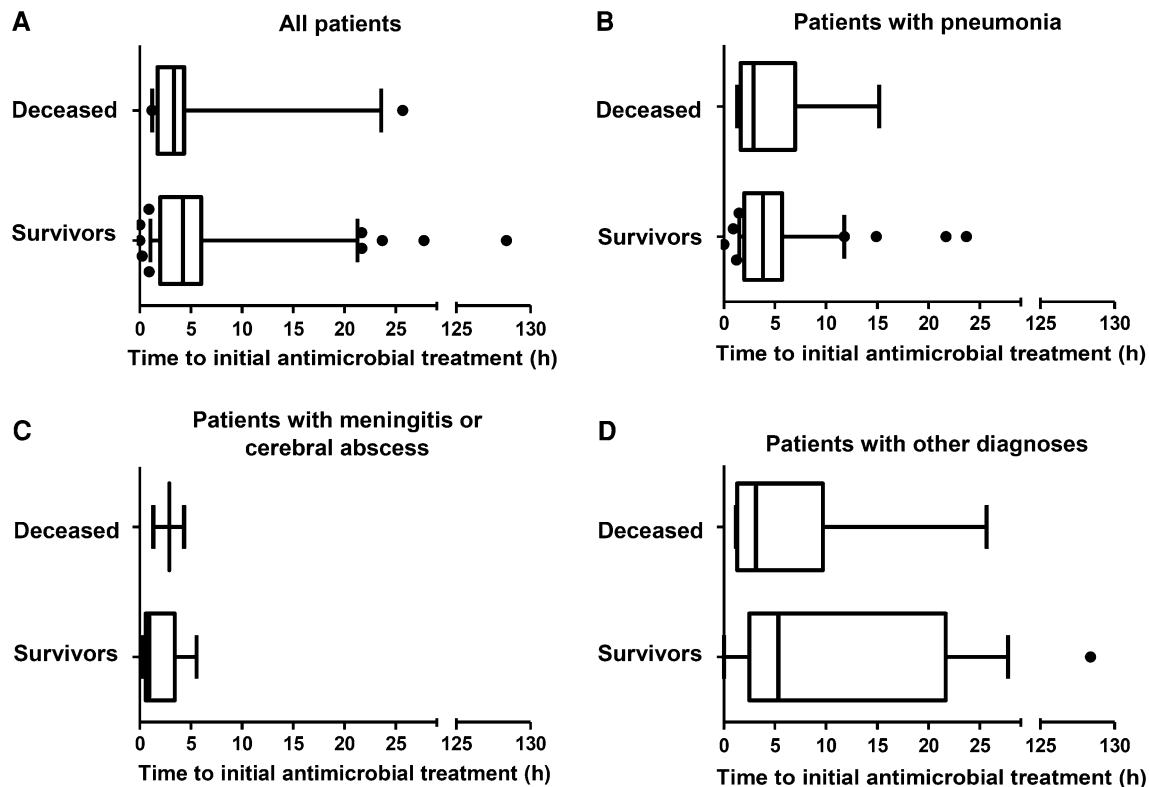 A
All patients
Deceased
Survivors
0 5 10 15 20 25 125 130
Time to initial antimicrobial treatment (h)
B
Patients with pneumonia
Deceased
Survivors
0 5 10 15 20 25 125 130
Time to initial antimicrobial treatment (h)
C
Patients with meningitis or
cerebral abscess
Deceased
Survivors
0 5 10 15 20 25 125 130
Time to initial antimicrobial treatment (h)
D
Patients with other diagnoses
Deceased
Survivors
0 5 10 15 20 25 125 130
Time to initial antimicrobial treatment (h)